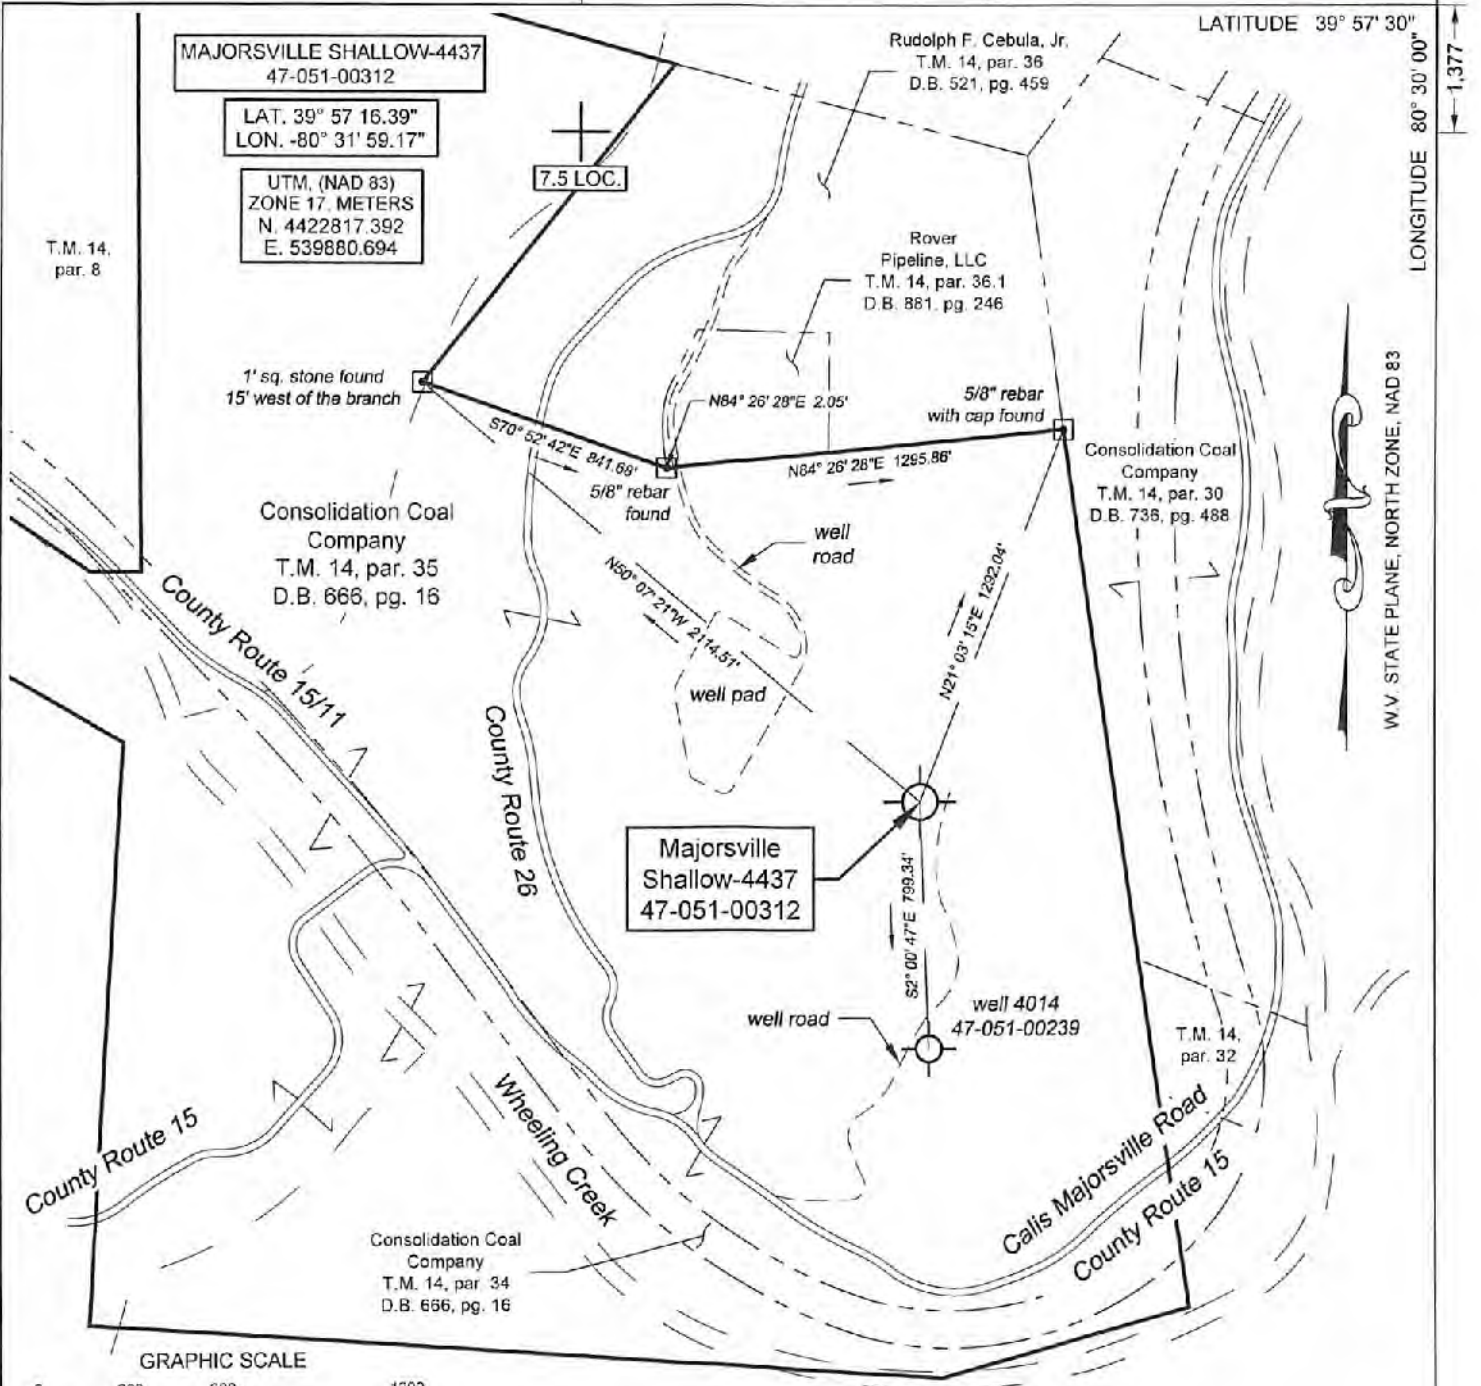 LATITUDE 39° 57' 30"
1,377
LONGITUDE 80° 30' 00"
MAJORSVILLE SHALLOW-4437
47-051-00312
LAT. 39° 57 16.39"
LON. -80° 31' 59.17"
UTM, (NAD 83)
ZONE 17, METERS
N. 4422817.392
E. 539880.694
7.5 LOC.
T.M. 14,
par. 8
Rudolph F. Cebula, Jr.
T.M. 14, par. 36
D.B. 521, pg. 459
Rover
Pipeline, LLC
T.M. 14, par. 36.1
D.B. 881, pg. 246
1' sq. stone found
15' west of the branch
N84° 26' 28"E 2.05'
5/8" rebar
with cap found
S70° 52' 42"E 841.68'
N84° 26' 28"E 1295.86'
5/8" rebar
found
Consolidation Coal
Company
T.M. 14, par. 30
D.B. 736, pg. 488
W.V. STATE PLANE, NORTH ZONE, NAD 83
Consolidation Coal
Company
T.M. 14, par. 35
D.B. 666, pg. 16
well
road
N50° 07' 21"W 2114.51'
N21° 03' 15"E 1292.04'
County Route 15/11
well pad
County Route 26
Majorsville
Shallow-4437
47-051-00312
S2° 00' 47"E 799.34'
well road
well 4014
47-051-00239
T.M. 14,
par. 32
County Route 15
Wheeling Creek
Calis Majorsville Road
County Route 15
Consolidation Coal
Company
T.M. 14, par. 34
D.B. 666, pg. 16
GRAPHIC SCALE